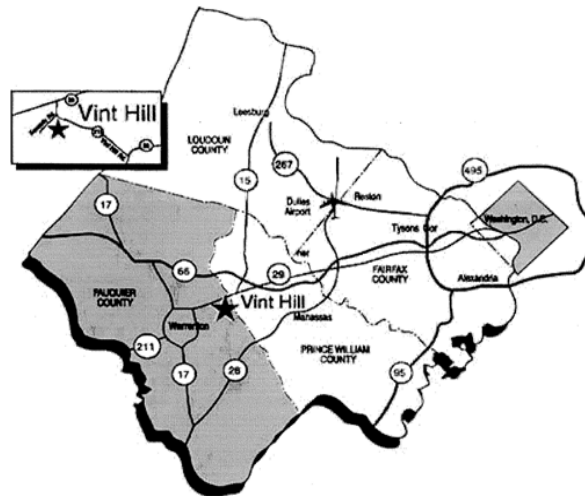 Vint Hill
Leesburg
LOUDOUN
COUNTY
495
267
15
Dulles
Airport
Reston
17
Tysons Cor
Washington, D.C.
66
29
FAIRFAX
COUNTY
FAUQUIER
COUNTY
Vint Hill
Alexandria
Warrenton
Manassas
211
PRINCE WILLIAM
COUNTY
17
28
95